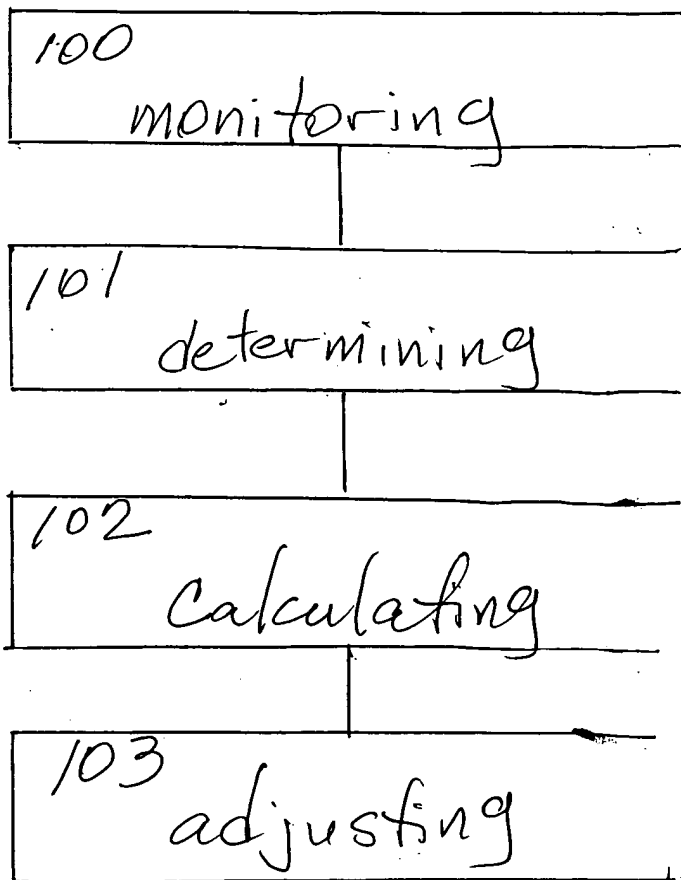 100
monitoring
101
determining
102
calculating
103
adjusting